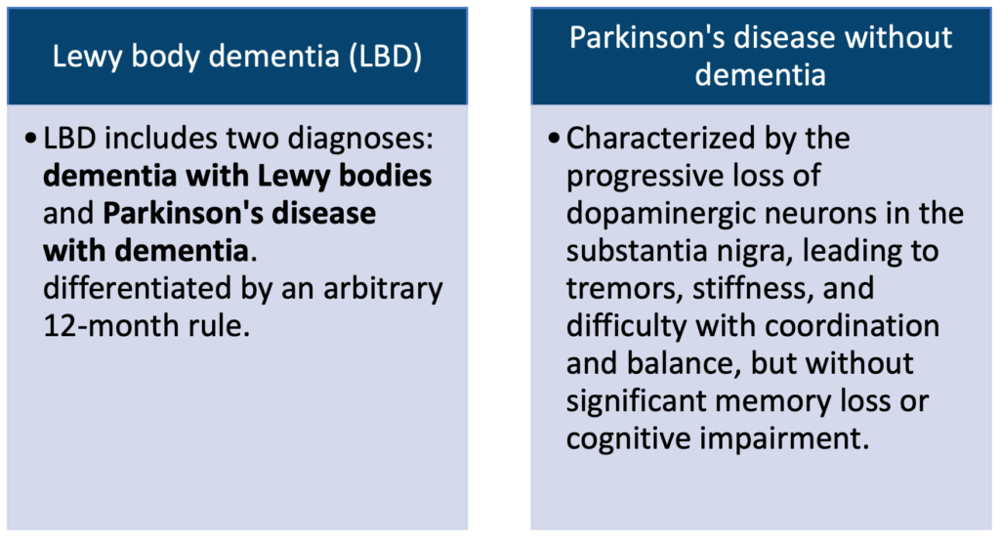 Lewy body dementia (LBD)
• LBD includes two diagnoses:
dementia with Lewy bodies
and Parkinson's disease
with dementia.
differentiated by an arbitrary
12-month rule.
Parkinson's disease without
dementia
• Characterized by the
progressive loss of
dopaminergic neurons in the
substantia nigra, leading to
tremors, stiffness, and
difficulty with coordination
and balance, but without
significant memory loss or
cognitive impairment.